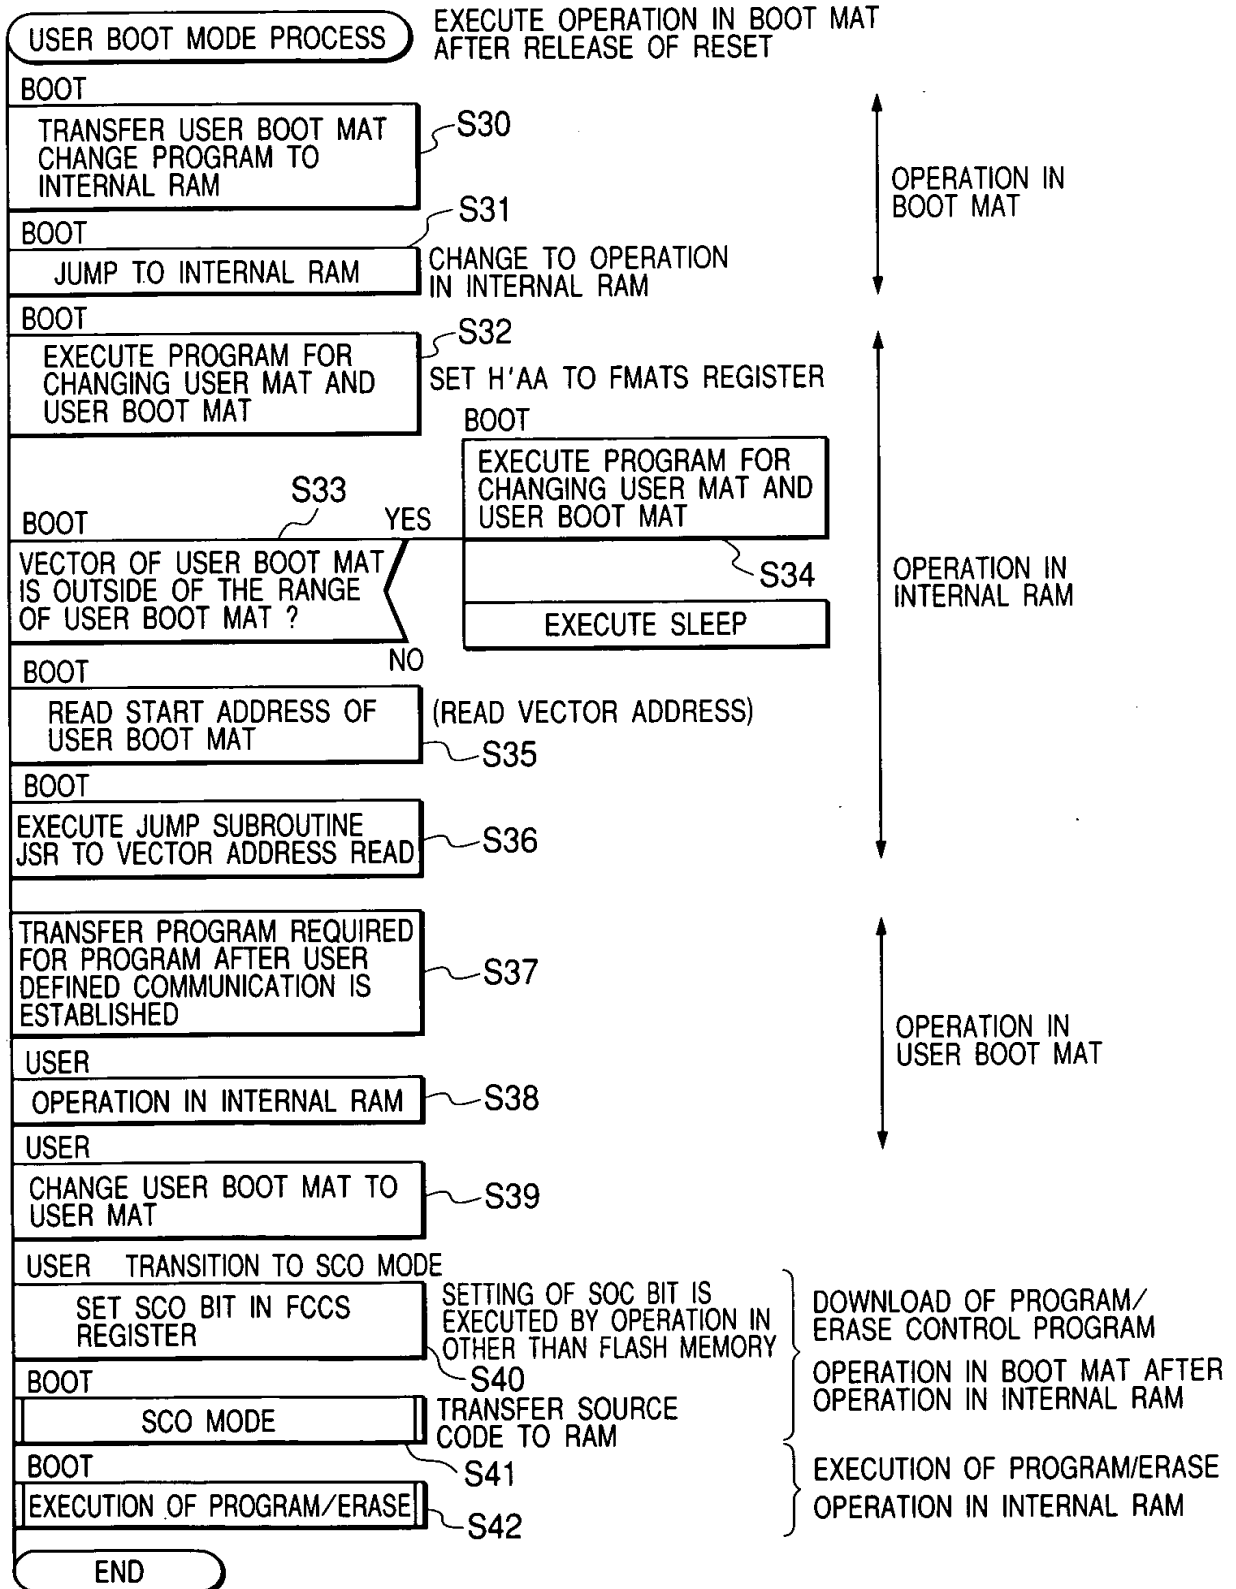 USER BOOT MODE PROCESS
EXECUTE OPERATION IN BOOT MAT
AFTER RELEASE OF RESET
BOOT
TRANSFER USER BOOT MAT
CHANGE PROGRAM TO
INTERNAL RAM
S30
OPERATION IN
BOOT MAT
BOOT
S31
JUMP TO INTERNAL RAM
CHANGE TO OPERATION
IN INTERNAL RAM
BOOT
S32
EXECUTE PROGRAM FOR
CHANGING USER MAT AND
USER BOOT MAT
SET H'AA TO FMATS REGISTER
BOOT
EXECUTE PROGRAM FOR
CHANGING USER MAT AND
USER BOOT MAT
S33
BOOT
YES
VECTOR OF USER BOOT MAT
IS OUTSIDE OF THE RANGE
OF USER BOOT MAT ?
S34
EXECUTE SLEEP
OPERATION IN
INTERNAL RAM
NO
BOOT
READ START ADDRESS OF
USER BOOT MAT
(READ VECTOR ADDRESS)
S35
BOOT
EXECUTE JUMP SUBROUTINE
JSR TO VECTOR ADDRESS READ
S36
TRANSFER PROGRAM REQUIRED
FOR PROGRAM AFTER USER
DEFINED COMMUNICATION IS
ESTABLISHED
S37
OPERATION IN
USER BOOT MAT
USER
OPERATION IN INTERNAL RAM
S38
USER
CHANGE USER BOOT MAT TO
USER MAT
S39
USER TRANSITION TO SCO MODE
SET SCO BIT IN FCCS
REGISTER
SETTING OF SOC BIT IS
EXECUTED BY OPERATION IN
OTHER THAN FLASH MEMORY
S40
DOWNLOAD OF PROGRAM/
ERASE CONTROL PROGRAM
OPERATION IN BOOT MAT AFTER
OPERATION IN INTERNAL RAM
BOOT
SCO MODE
TRANSFER SOURCE
CODE TO RAM
S41
BOOT
EXECUTION OF PROGRAM/ERASE
S42
EXECUTION OF PROGRAM/ERASE
OPERATION IN INTERNAL RAM
END